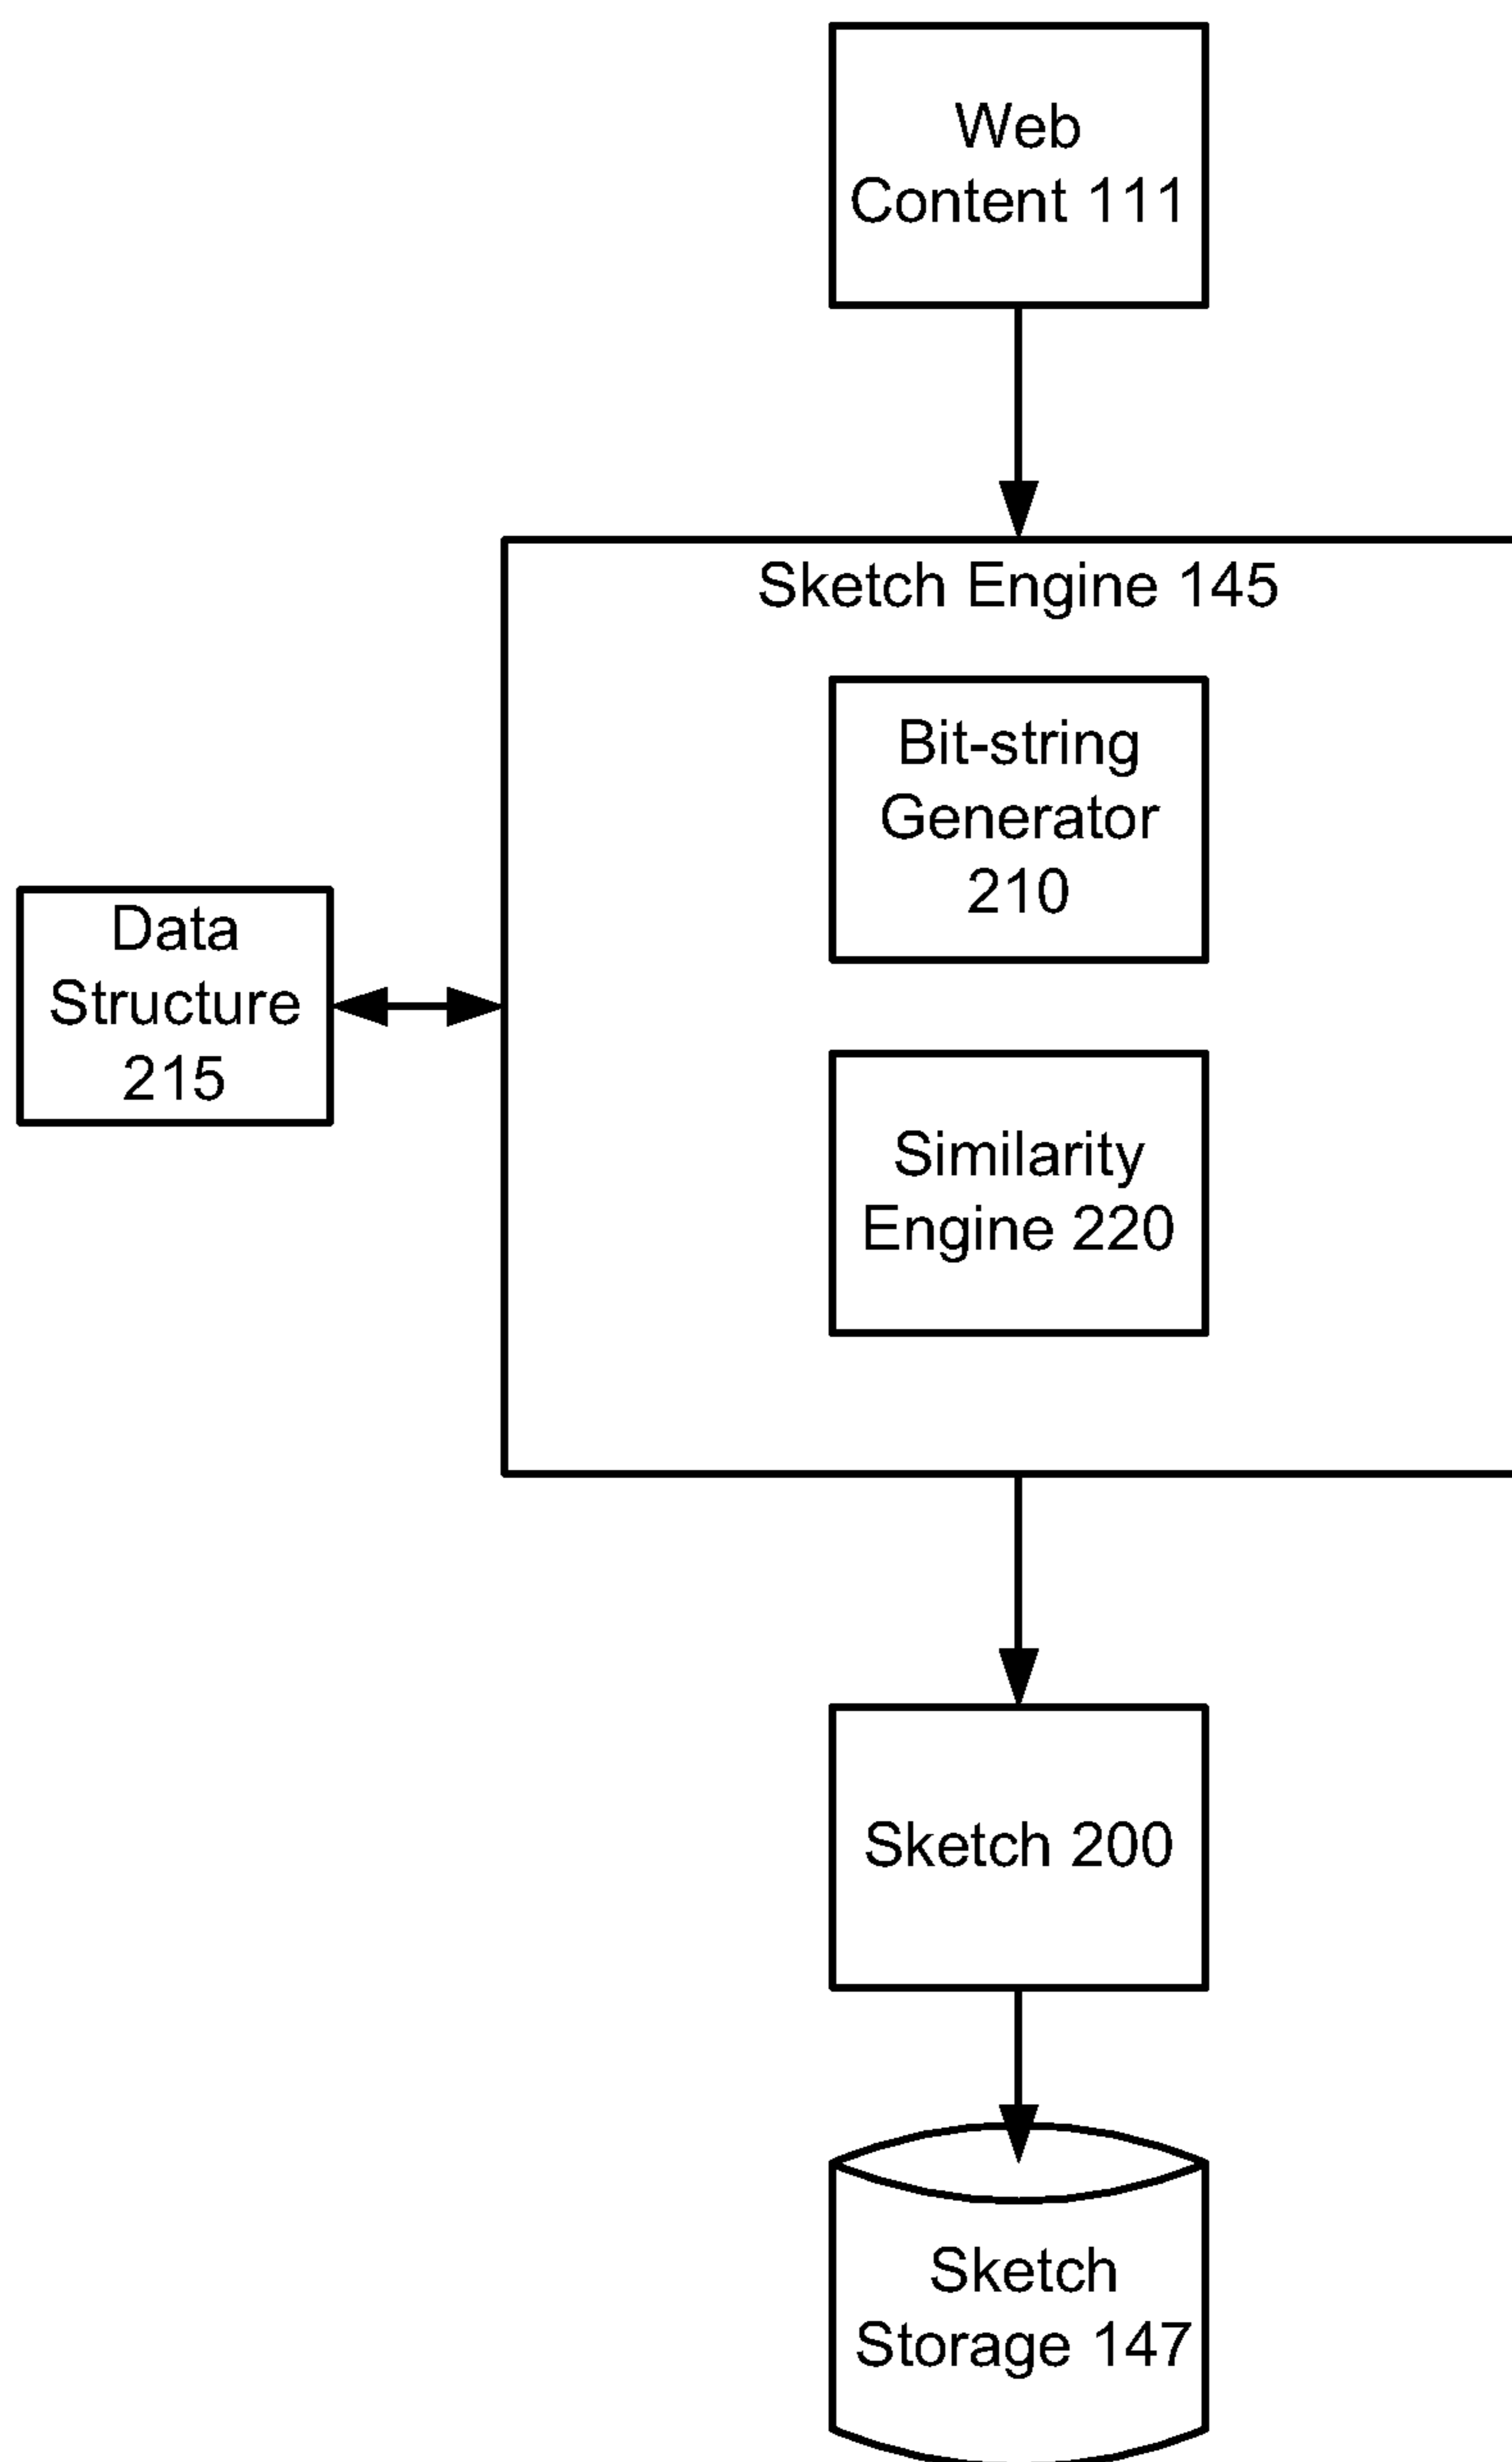 Web
Content 111
Sketch Engine 145
Bit-string
Generator
210
Data
Structure
215
Similarity
Engine 220
Sketch 200
Sketch
Storage 147